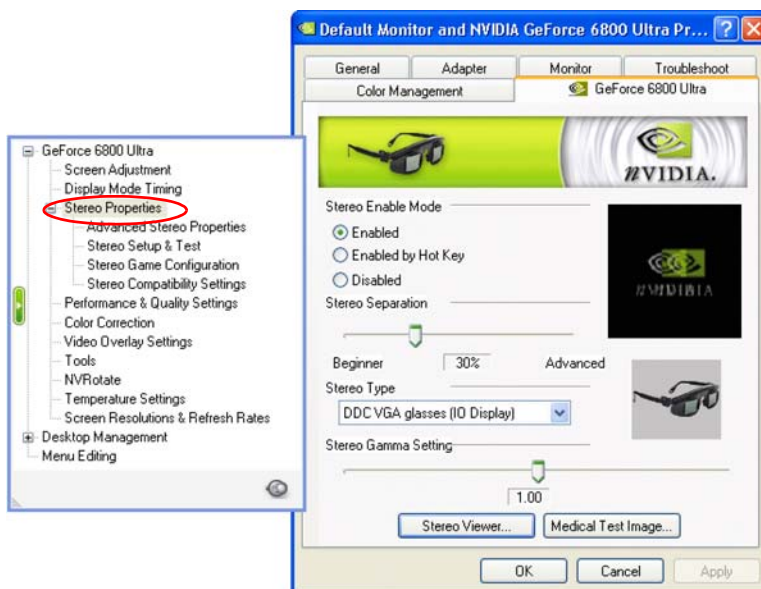 Default Monitor and NVIDIA GeForce 6800 Ultra Pr...
General Adapter Monitor Troubleshoot
Color Management GeForce 6800 Ultra
nVIDIA.
GeForce 6800 Ultra
Screen Adjustment
Display Mode Timing
Stereo Properties
Advanced Stereo Properties
Stereo Setup & Test
Stereo Game Configuration
Stereo Compatibility Settings
Performance & Quality Settings
Color Correction
Video Overlay Settings
Tools
NVRotate
Temperature Settings
Screen Resolutions & Refresh Rates
Desktop Management
Menu Editing
Stereo Enable Mode
Enabled
Enabled by Hot Key
Disabled
Stereo Separation
Beginner 30% Advanced
Stereo Type
DDC VGA glasses (IO Display)
Stereo Gamma Setting
1.00
Stereo Viewer... Medical Test Image...
OK Cancel Apply